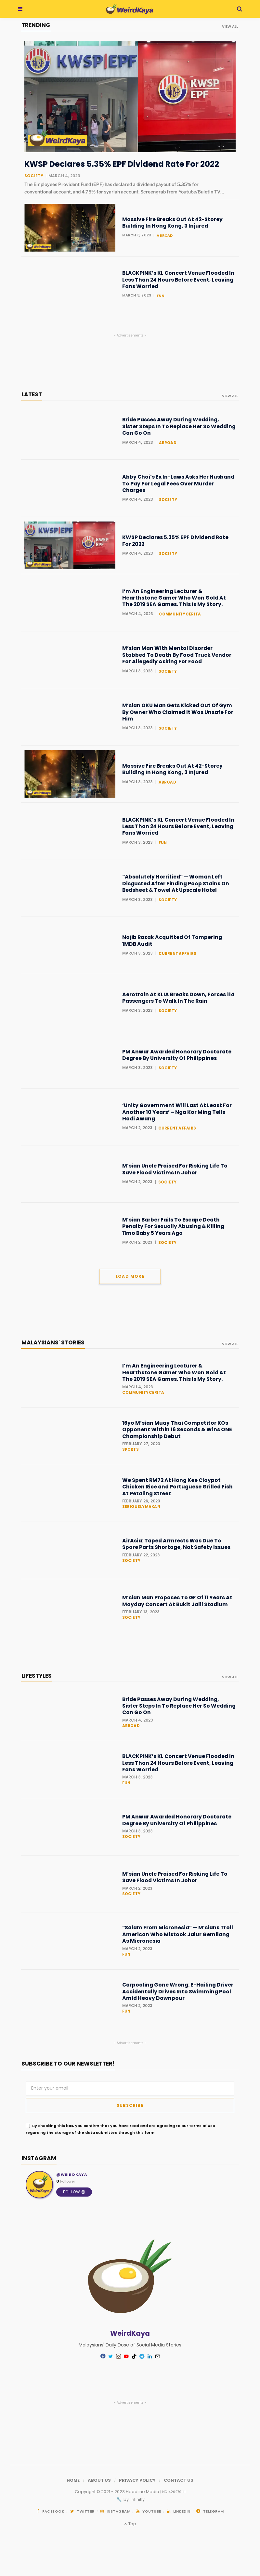 WeirdKaya
TRENDING
VIEW ALL
KWSP EPF
KWSP
EPF
WeirdKaya
KWSP Declares 5.35% EPF Dividend Rate For 2022
SOCIETY | MARCH 4, 2023
The Employees Provident Fund (EPF) has declared a dividend payout of 5.35% for
conventional account, and 4.75% for syariah account. Screengrab from Youtube/Buletin TV...
Massive Fire Breaks Out At 42-Storey
Building In Hong Kong, 3 Injured
MARCH 3, 2023 | ABROAD
BLACKPINK's KL Concert Venue Flooded In
Less Than 24 Hours Before Event, Leaving
Fans Worried
MARCH 3, 2023 | FUN
- Advertisements -
LATEST
VIEW ALL
Bride Passes Away During Wedding,
Sister Steps In To Replace Her So Wedding
Can Go On
MARCH 4, 2023 | ABROAD
Abby Choi's Ex In-Laws Asks Her Husband
To Pay For Legal Fees Over Murder
Charges
MARCH 4, 2023 | SOCIETY
KWSP Declares 5.35% EPF Dividend Rate
For 2022
MARCH 4, 2023 | SOCIETY
I'm An Engineering Lecturer &
Hearthstone Gamer Who Won Gold At
The 2019 SEA Games. This Is My Story.
MARCH 4, 2023 | COMMUNITYCERITA
M'sian Man With Mental Disorder
Stabbed To Death By Food Truck Vendor
For Allegedly Asking For Food
MARCH 3, 2023 | SOCIETY
M'sian OKU Man Gets Kicked Out Of Gym
By Owner Who Claimed It Was Unsafe For
Him
MARCH 3, 2023 | SOCIETY
Massive Fire Breaks Out At 42-Storey
Building In Hong Kong, 3 Injured
MARCH 3, 2023 | ABROAD
BLACKPINK's KL Concert Venue Flooded In
Less Than 24 Hours Before Event, Leaving
Fans Worried
MARCH 3, 2023 | FUN
"Absolutely Horrified" — Woman Left
Disgusted After Finding Poop Stains On
Bedsheet & Towel At Upscale Hotel
MARCH 3, 2023 | SOCIETY
Najib Razak Acquitted Of Tampering
1MDB Audit
MARCH 3, 2023 | CURRENTAFFAIRS
Aerotrain At KLIA Breaks Down, Forces 114
Passengers To Walk In The Rain
MARCH 3, 2023 | SOCIETY
PM Anwar Awarded Honorary Doctorate
Degree By University Of Philippines
MARCH 3, 2023 | SOCIETY
'Unity Government Will Last At Least For
Another 10 Years' – Nga Kor Ming Tells
Hadi Awang
MARCH 2, 2023 | CURRENTAFFAIRS
M'sian Uncle Praised For Risking Life To
Save Flood Victims In Johor
MARCH 2, 2023 | SOCIETY
M'sian Barber Fails To Escape Death
Penalty For Sexually Abusing & Killing
11mo Baby 5 Years Ago
MARCH 2, 2023 | SOCIETY
LOAD MORE
MALAYSIANS' STORIES
VIEW ALL
I'm An Engineering Lecturer &
Hearthstone Gamer Who Won Gold At
The 2019 SEA Games. This Is My Story.
MARCH 4, 2023
COMMUNITYCERITA
16yo M'sian Muay Thai Competitor KOs
Opponent Within 16 Seconds & Wins ONE
Championship Debut
FEBRUARY 27, 2023
SPORTS
We Spent RM72 At Hong Kee Claypot
Chicken Rice and Portuguese Grilled Fish
At Petaling Street
FEBRUARY 26, 2023
SERIOUSLYMAKAN
AirAsia: Taped Armrests Was Due To
Spare Parts Shortage, Not Safety Issues
FEBRUARY 22, 2023
SOCIETY
M'sian Man Proposes To GF Of 11 Years At
Mayday Concert At Bukit Jalil Stadium
FEBRUARY 13, 2023
SOCIETY
LIFESTYLES
VIEW ALL
Bride Passes Away During Wedding,
Sister Steps In To Replace Her So Wedding
Can Go On
MARCH 4, 2023
ABROAD
BLACKPINK's KL Concert Venue Flooded In
Less Than 24 Hours Before Event, Leaving
Fans Worried
MARCH 3, 2023
FUN
PM Anwar Awarded Honorary Doctorate
Degree By University Of Philippines
MARCH 3, 2023
SOCIETY
M'sian Uncle Praised For Risking Life To
Save Flood Victims In Johor
MARCH 2, 2023
SOCIETY
"Salam From Micronesia" — M'sians Troll
American Who Mistook Jalur Gemilang
As Micronesia
MARCH 2, 2023
FUN
Carpooling Gone Wrong: E-Hailing Driver
Accidentally Drives Into Swimming Pool
Amid Heavy Downpour
MARCH 2, 2023
FUN
- Advertisements -
SUBSCRIBE TO OUR NEWSLETTER!
Enter your email
SUBSCRIBE
By checking this box, you confirm that you have read and are agreeing to our terms of use
regarding the storage of the data submitted through this form.
INSTAGRAM
WeirdKaya
@WEIRDKAYA
FOLLOW
WeirdKaya
Malaysians' Daily Dose of Social Media Stories
- Advertisements -
HOME / ABOUT US / PRIVACY POLICY / CONTACT US
by Infinitiy
FACEBOOK TWITTER INSTAGRAM YOUTUBE LINKEDIN TELEGRAM
Top